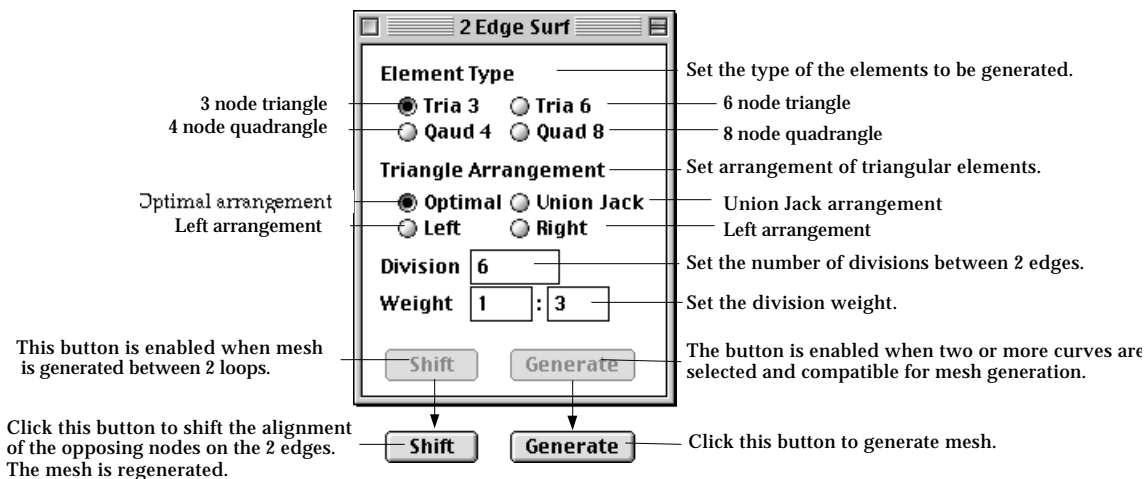 2 Edge Surf
Element Type
Set the type of the elements to be generated.
3 node triangle
Tria 3
Tria 6
6 node triangle
4 node quadrangle
Qaud 4
Quad 8
8 node quadrangle
Triangle Arrangement
Set arrangement of triangular elements.
Optimal arrangement
Optimal
Union Jack
Union Jack arrangement
Left arrangement
Left
Right
Left arrangement
Division
6
Set the number of divisions between 2 edges.
Weight
1
:
3
Set the division weight.
This button is enabled when mesh
is generated between 2 loops.
Shift
Generate
The button is enabled when two or more curves are
selected and compatible for mesh generation.
Click this button to shift the alignment
of the opposing nodes on the 2 edges.
The mesh is regenerated.
Shift
Generate
Click this button to generate mesh.